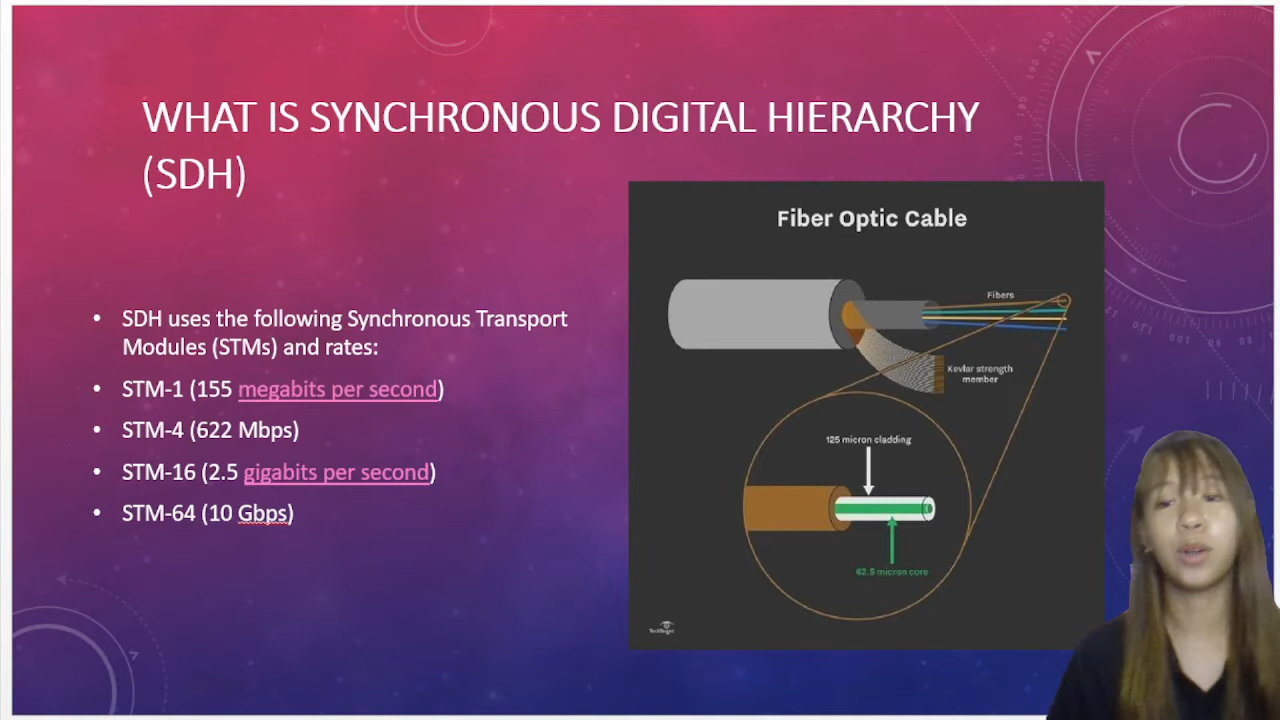 WHAT IS SYNCHRONOUS DIGITAL HIERARCHY
(SDH)
• SDH uses the following Synchronous Transport
Modules (STMs) and rates:
• STM-1 (155 megabits per second)
• STM-4 (622 Mbps)
• STM-16 (2.5 gigabits per second)
• STM-64 (10 Gbps)
Fiber Optic Cable
Fibers
Kevlar strength
member
125 micron cladding
62.5 micron core
TechTarget